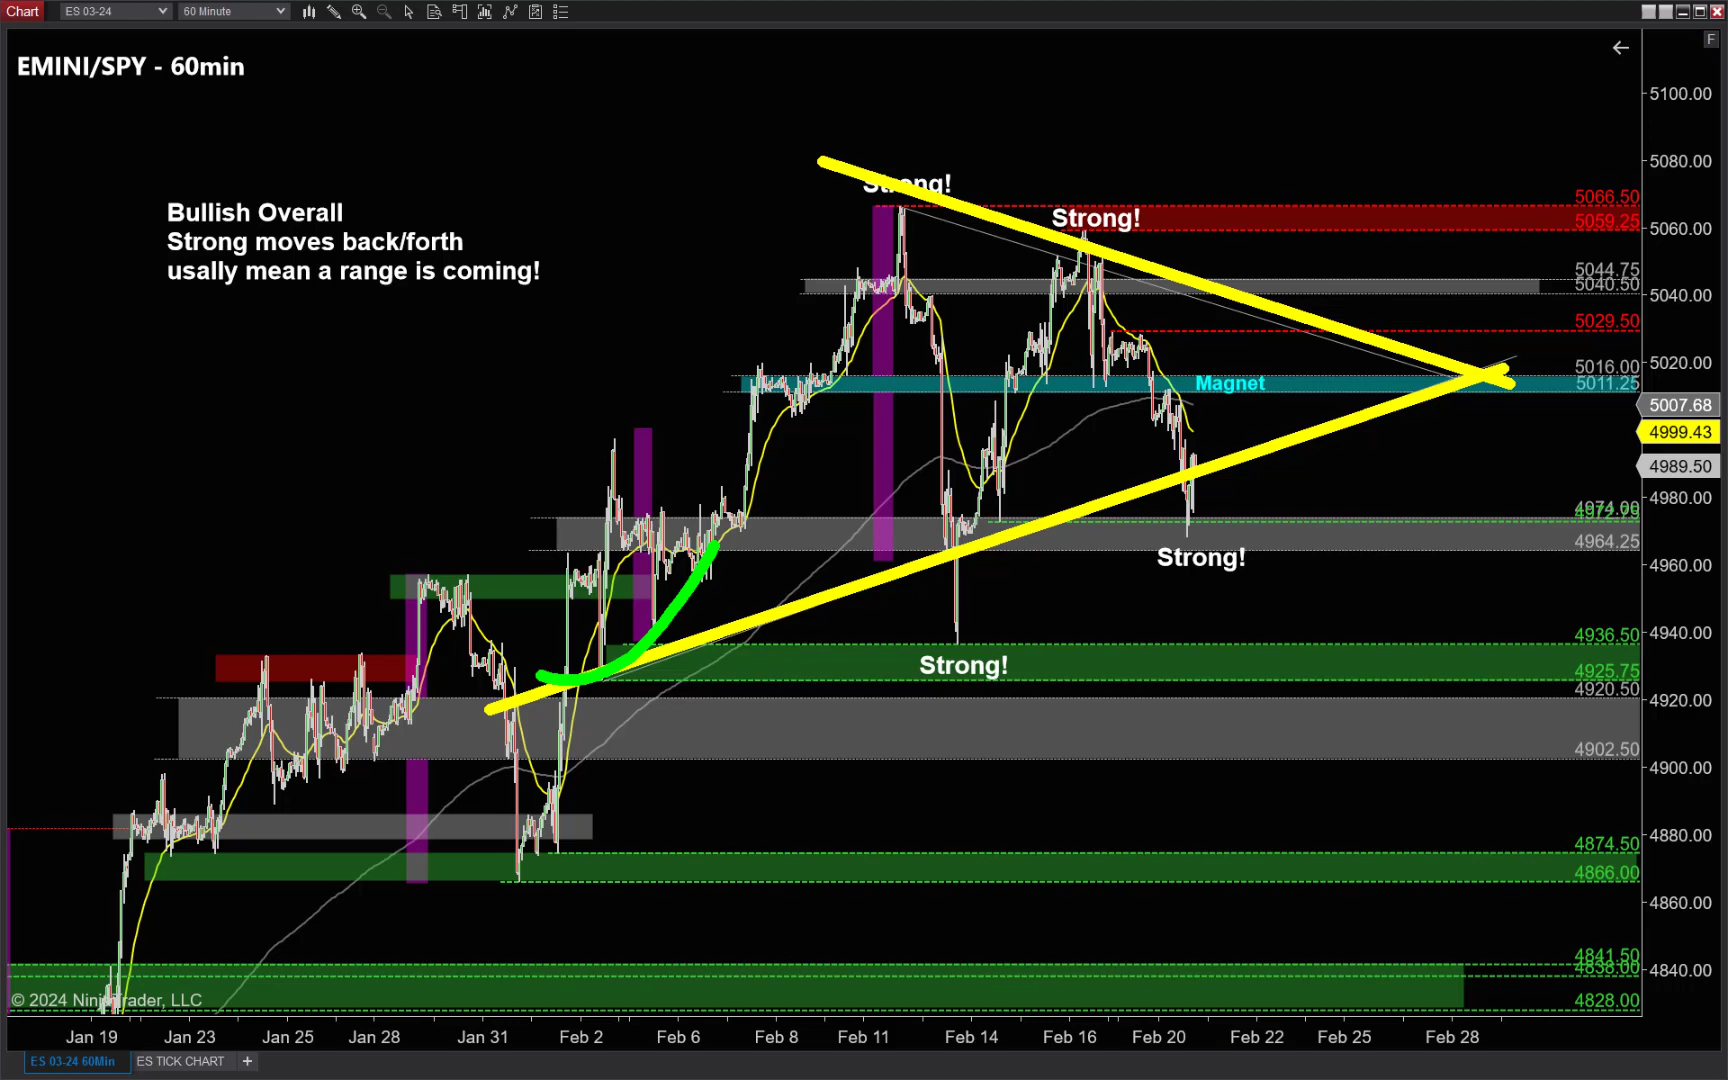 Chart
ES 03-24
60 Minute
F
EMINI/SPY - 60min
Bullish Overall
Strong moves back/forth
usally mean a range is coming!
Strong!
Strong!
Magnet
Strong!
Strong!
5066.50
5059.25
5044.75
5040.50
5029.50
5016.00
5011.25
4974.00
4964.25
4936.50
4925.75
4920.50
4902.50
4874.50
4866.00
4841.50
4838.00
4828.00
5100.00
5080.00
5060.00
5040.00
5020.00
5007.68
4999.43
4989.50
4980.00
4960.00
4940.00
4920.00
4900.00
4880.00
4860.00
4840.00
© 2024 NinjaTrader, LLC
Jan 19 Jan 23 Jan 25 Jan 28 Jan 31 Feb 2 Feb 6 Feb 8 Feb 11 Feb 14 Feb 16 Feb 20 Feb 22 Feb 25 Feb 28
ES 03-24 60Min ES TICK CHART +